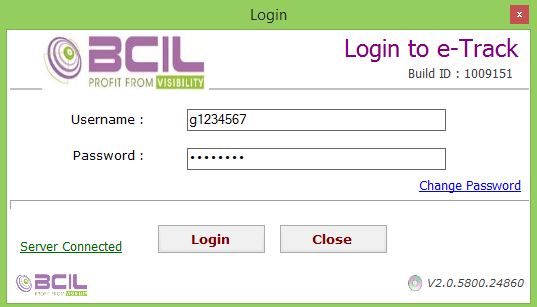 Login
x
BCIL
PROFIT FROM VISIBILITY
Login to e-Track
Build ID : 1009151
Username :
g1234567
Password :
••••••••
Change Password
Server Connected
Login
Close
BCIL
PROFIT FROM VISIBILITY
V2.0.5800.24860